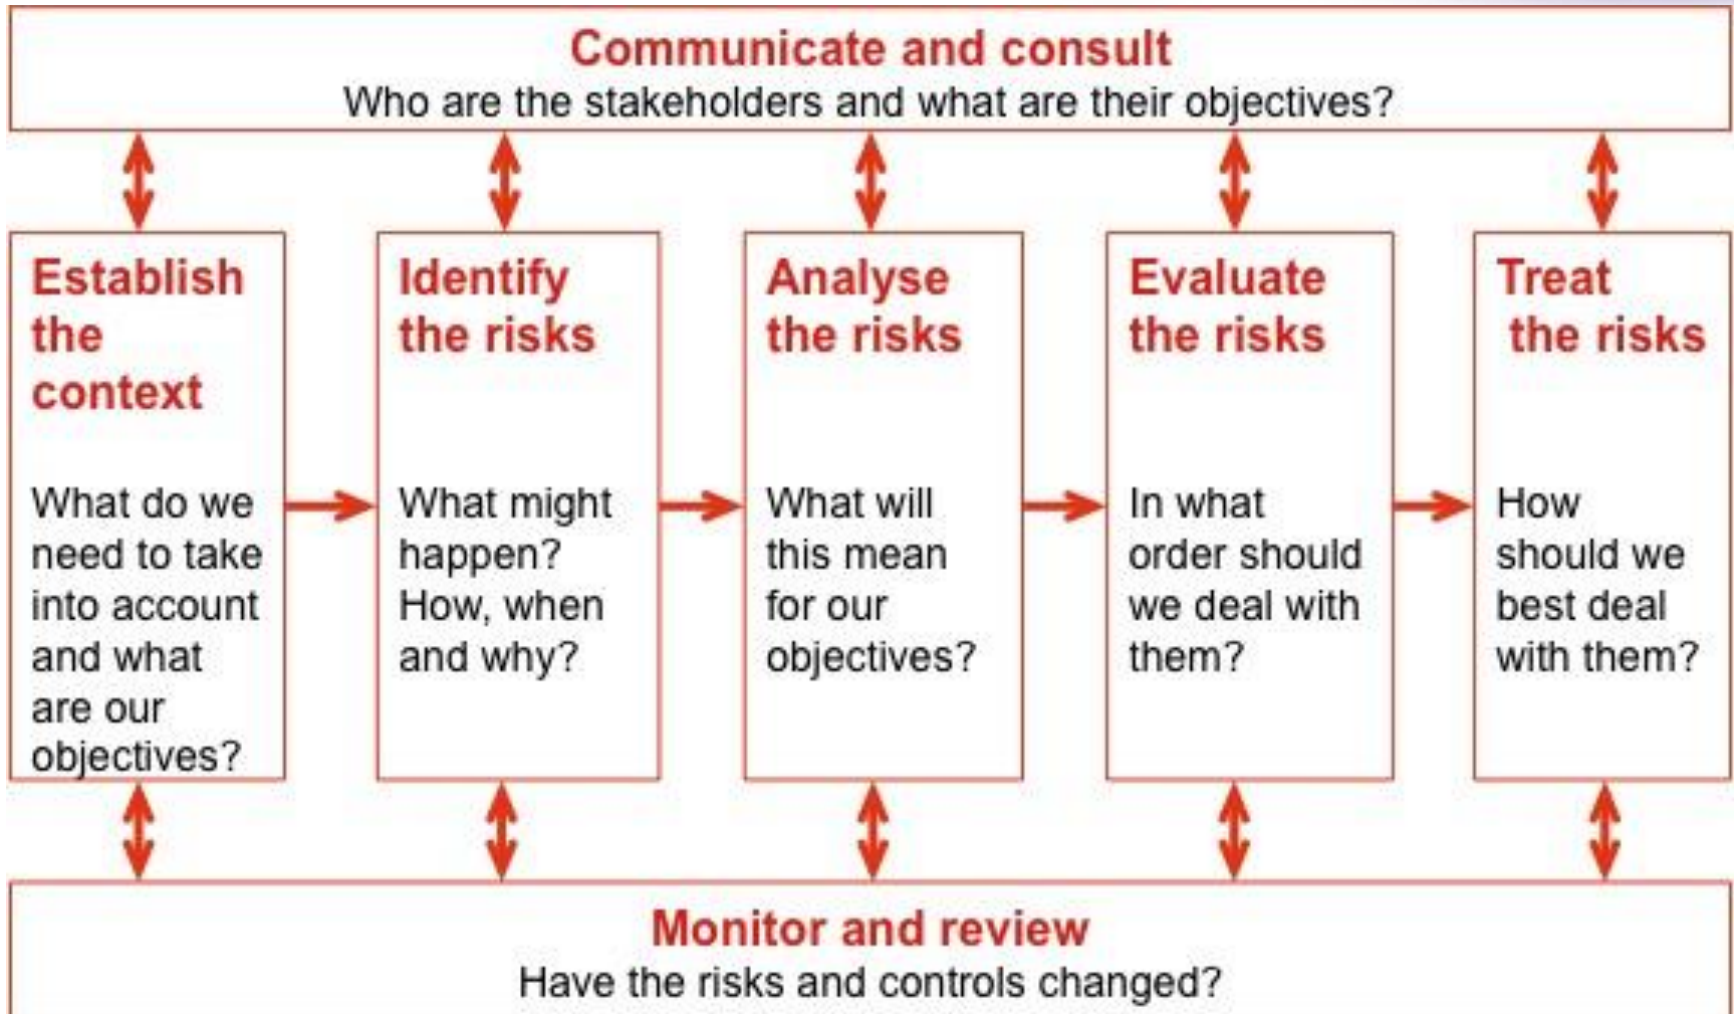 Communicate and consult
Who are the stakeholders and what are their objectives?
Establish
the
context
What do we
need to take
into account
and what
are our
objectives?
Identify
the risks
What might
happen?
How, when
and why?
Analyse
the risks
What will
this mean
for our
objectives?
Evaluate
the risks
In what
order should
we deal with
them?
Treat
the risks
How
should we
best deal
with them?
Monitor and review
Have the risks and controls changed?